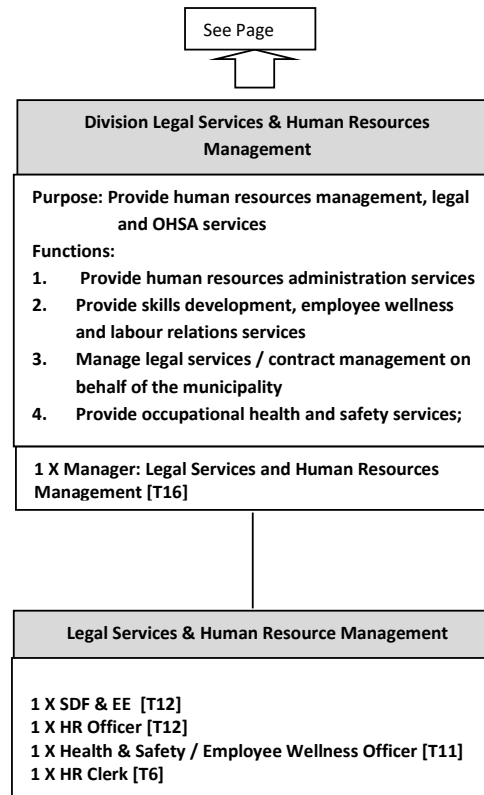 See Page
Division Legal Services & Human Resources
Management
Purpose: Provide human resources management, legal
and OHSA services
Functions:
1. Provide human resources administration services
2. Provide skills development, employee wellness
and labour relations services
3. Manage legal services / contract management on
behalf of the municipality
4. Provide occupational health and safety services;
1 X Manager: Legal Services and Human Resources
Management [T16]
Legal Services & Human Resource Management
1 X SDF & EE [T12]
1 X HR Officer [T12]
1 X Health & Safety / Employee Wellness Officer [T11]
1 X HR Clerk [T6]